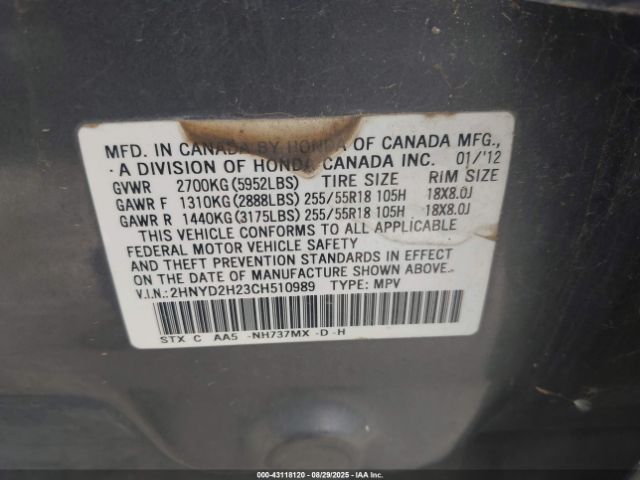 MFD. IN CANADA BY HONDA OF CANADA MFG.,
A DIVISION OF HONDA CANADA INC. 01/'12
GVWR 2700KG (5952LBS) TIRE SIZE RIM SIZE
GAWR F 1310KG (2888LBS) 255/55R18 105H 18X8.0J
GAWR R 1440KG (3175LBS) 255/55R18 105H 18X8.0J
THIS VEHICLE CONFORMS TO ALL APPLICABLE
FEDERAL MOTOR VEHICLE SAFETY
AND THEFT PREVENTION STANDARDS IN EFFECT
ON THE DATE OF MANUFACTURE SHOWN ABOVE.
V.I.N.: 2HNYD2H23CH510989 TYPE: MPV
STX C AA5 -NH737MX -D -H
000-43118120 - 08/29/2025 - IAA Inc.